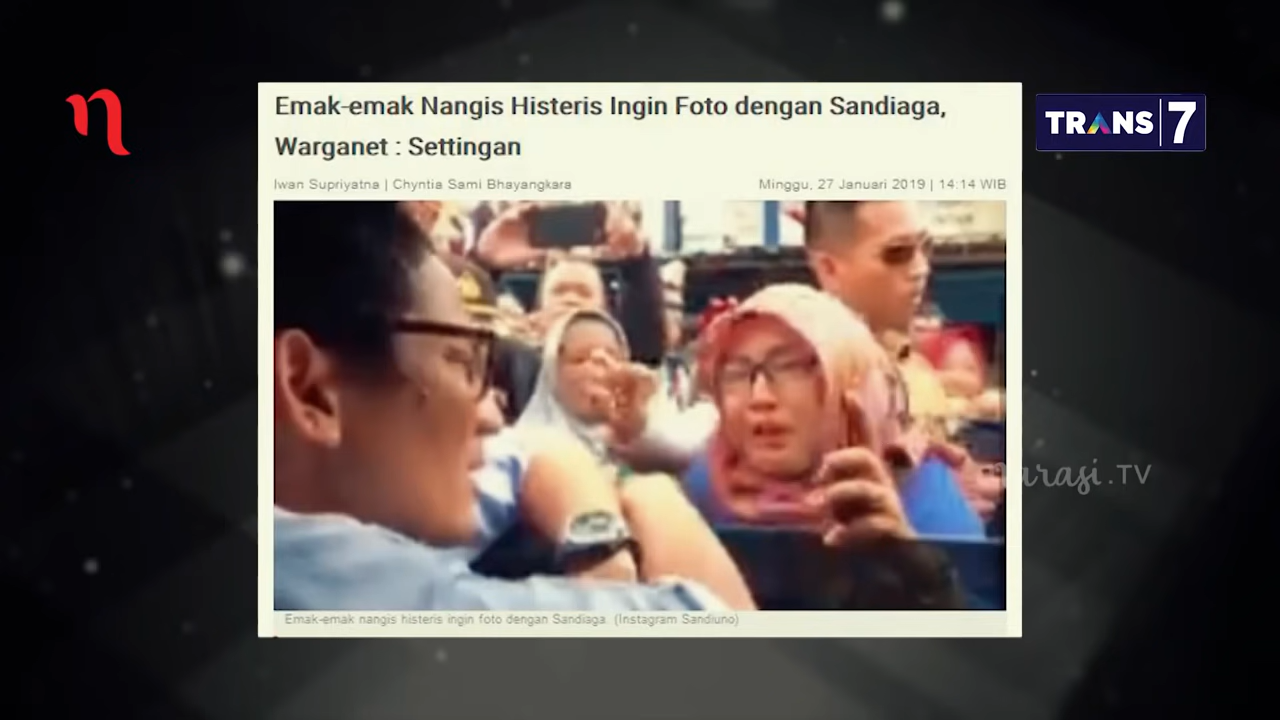 Emak-emak Nangis Histeris Ingin Foto dengan Sandiaga,
Warganet : Settingan
Iwan Supriyatna | Chyntia Sami Bhayangkara
Minggu, 27 Januari 2019 | 14:14 WIB
TRANS|7
narasi.TV
Emak-emak nangis histeris ingin foto dengan Sandiaga. (Instagram Sandiuno)